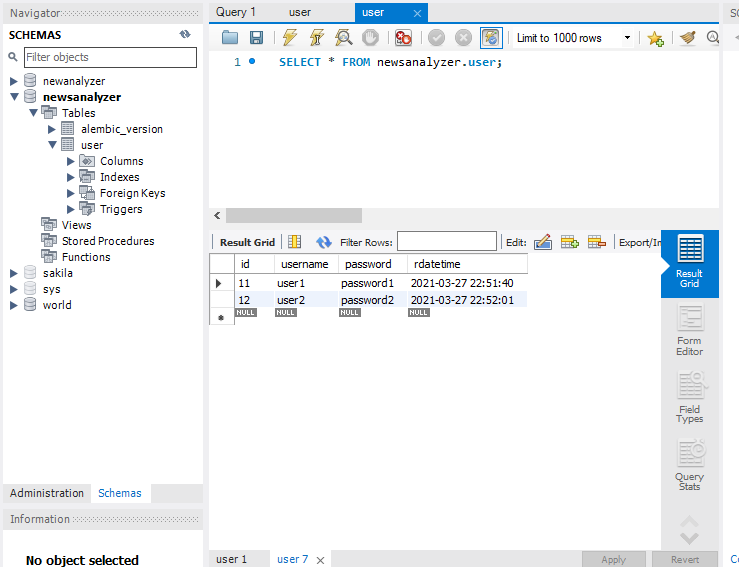 Navigator
SCHEMAS
Filter objects
newanalyzer
newsanalyzer
Tables
alembic_version
user
Columns
Indexes
Foreign Keys
Triggers
Views
Stored Procedures
Functions
sakila
sys
world
Administration Schemas
Information
No object selected
Query 1 user user
Limit to 1000 rows
1 SELECT * FROM newsanalyzer.user;
Result Grid Filter Rows: Edit: Export/Im
id username password rdatetime
11 user1 password1 2021-03-27 22:51:40
12 user2 password2 2021-03-27 22:52:01
NULL NULL NULL NULL
Result
Grid
Form
Editor
Field
Types
Query
Stats
user 1 user 7
Apply Revert